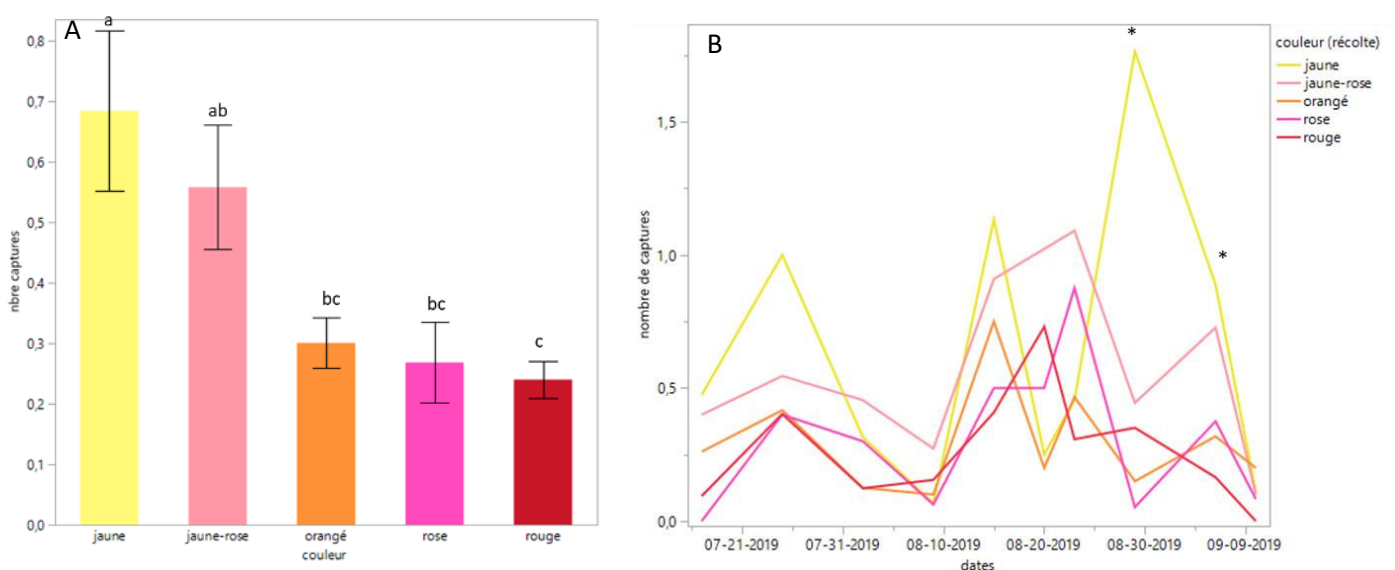 A
a
ab
bc
bc
c
0,8
0,7
0,6
0,5
0,4
0,3
0,2
0,1
0,0
nbre captures
jaune jaune-rose orangé rose rouge
couleur
B
*
*
1,5
1,0
0,5
0,0
nombre de captures
07-21-2019 07-31-2019 08-10-2019 08-20-2019 08-30-2019 09-09-2019
dates
couleur (récolte)
jaune
jaune-rose
orangé
rose
rouge